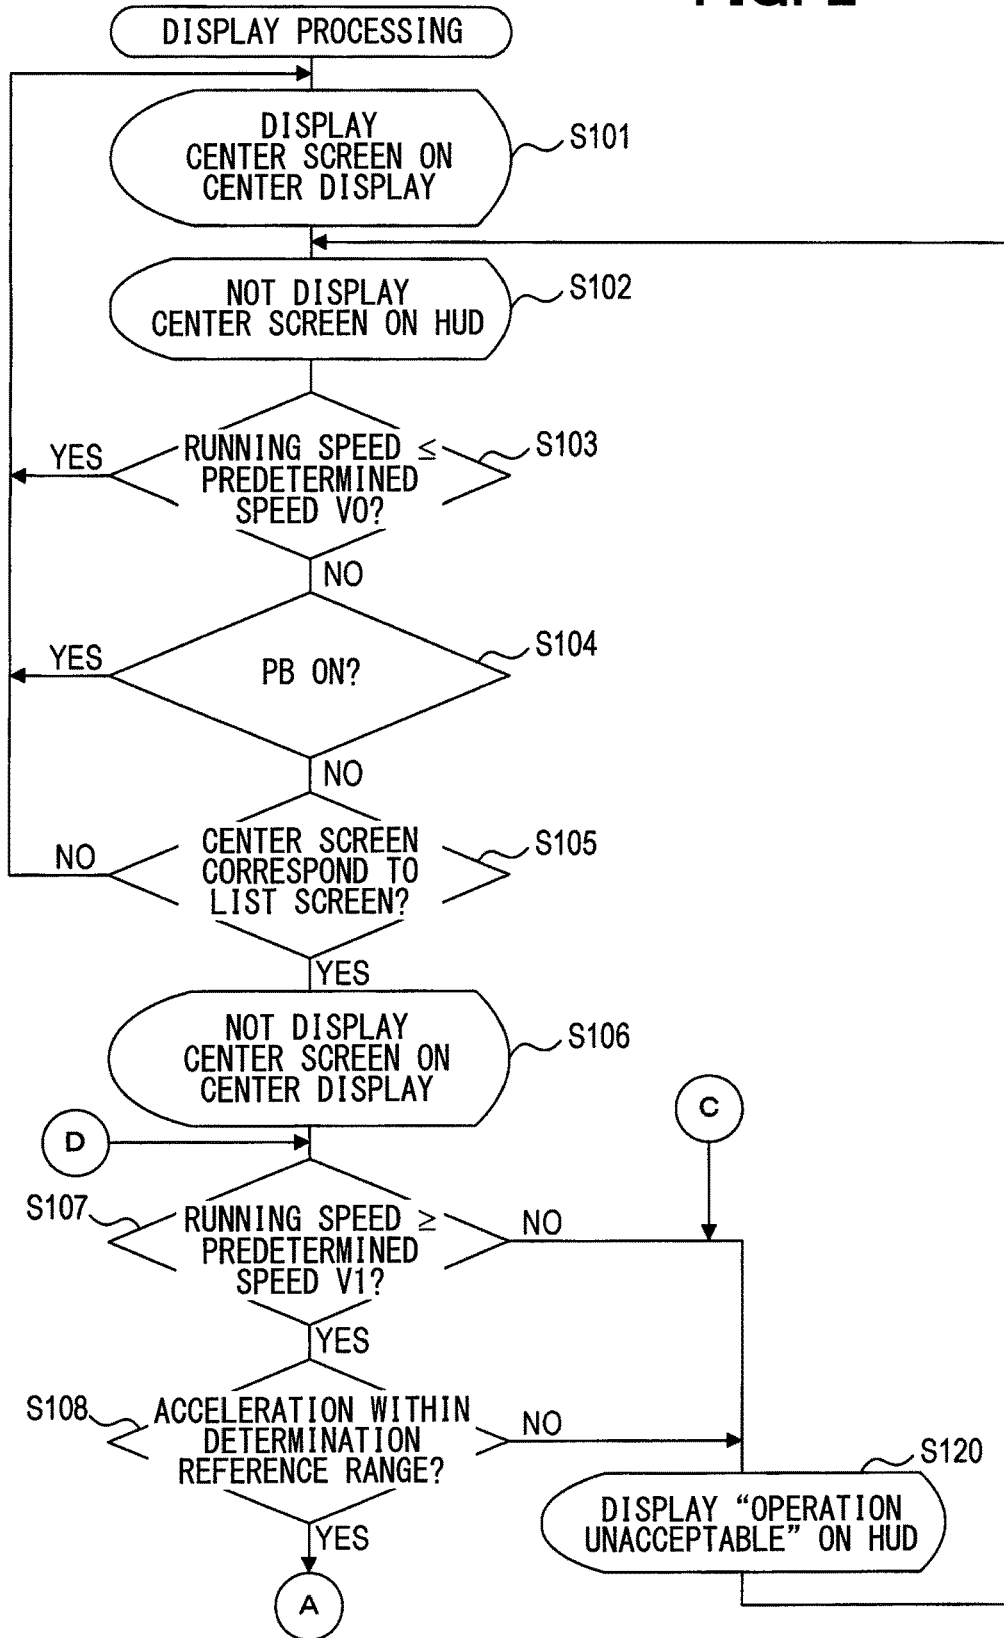 DISPLAY PROCESSING
DISPLAY
CENTER SCREEN ON
CENTER DISPLAY
S101
NOT DISPLAY
CENTER SCREEN ON HUD
S102
RUNNING SPEED ≤
PREDETERMINED
SPEED V0?
S103
YES
NO
PB ON?
S104
YES
NO
CENTER SCREEN
CORRESPOND TO
LIST SCREEN?
S105
NO
YES
NOT DISPLAY
CENTER SCREEN ON
CENTER DISPLAY
S106
C
D
S107
RUNNING SPEED ≥
PREDETERMINED
SPEED V1?
NO
YES
S108
ACCELERATION WITHIN
DETERMINATION
REFERENCE RANGE?
NO
YES
S120
DISPLAY “OPERATION
UNACCEPTABLE” ON HUD
A